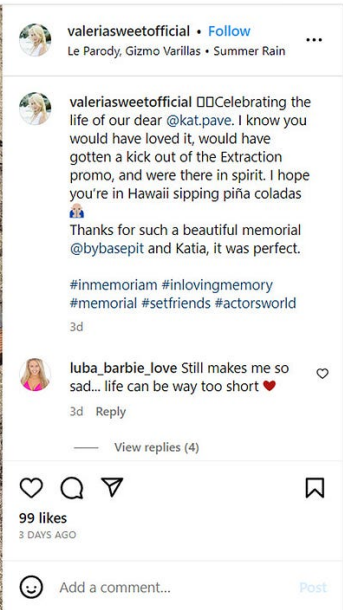 valeriasweetofficial • Follow
Le Parody, Gizmo Varillas • Summer Rain
valeriasweetofficial Celebrating the
life of our dear @kat.pave. I know you
would have loved it, would have
gotten a kick out of the Extraction
promo, and were there in spirit. I hope
you're in Hawaii sipping piña coladas
Thanks for such a beautiful memorial
@bybasepit and Katia, it was perfect.
#inmemoriam #inlovingmemory
#memorial #setfriends #actorsworld
3d
luba_barbie_love Still makes me so
sad... life can be way too short ❤️
3d Reply
View replies (4)
99 likes
3 DAYS AGO
Add a comment... Post